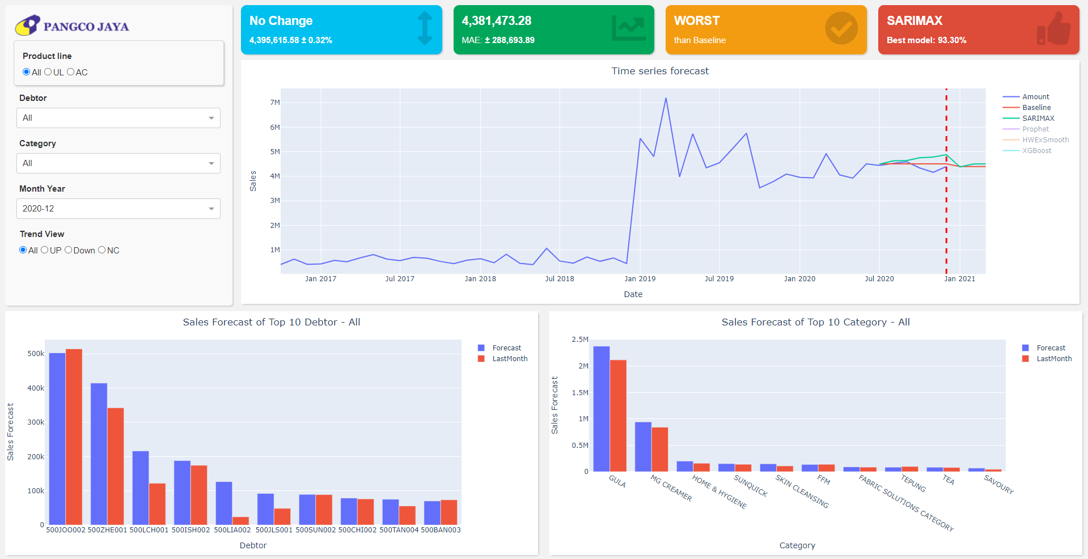 PANGCO JAYA
Product line
All UL AC
Debtor
All
Category
All
Month Year
2020-12
Trend View
All UP Down NC
No Change
4,395,615.58 ± 0.32%
4,381,473.28
MAE: ± 288,693.89
WORST
than Baseline
SARIMAX
Best model: 93.30%
Time series forecast
7M
6M
5M
4M
3M
2M
1M
Sales
Jan 2017
Jul 2017
Jan 2018
Jul 2018
Jan 2019
Jul 2019
Jan 2020
Jul 2020
Jan 2021
Date
Amount
Baseline
SARIMAX
Prophet
HWExSmooth
XGBoost
Sales Forecast of Top 10 Debtor - All
500k
400k
300k
200k
100k
0
Sales Forecast
500JOO002
500ZHE001
500LCH001
500ISH002
500LIA002
500JLS001
500SUN002
500CHI002
500TAN004
500BAN003
Debtor
Forecast
LastMonth
Sales Forecast of Top 10 Category - All
2.5M
2M
1.5M
1M
0.5M
0
Sales Forecast
GULA
MG CREAMER
HOME & HYGIENE
SUNQUICK
SKIN CLEANSING
FFM
FABRIC SOLUTIONS CATEGORY
TEPUNG
TEA
SAVOURY
Category
Forecast
LastMonth